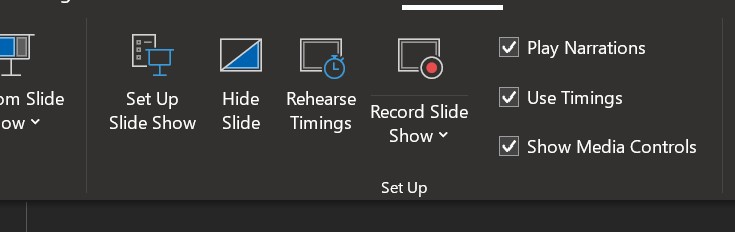 om Slide
ow
Set Up
Slide Show
Hide
Slide
Rehearse
Timings
Record Slide
Show
Play Narrations
Use Timings
Show Media Controls
Set Up